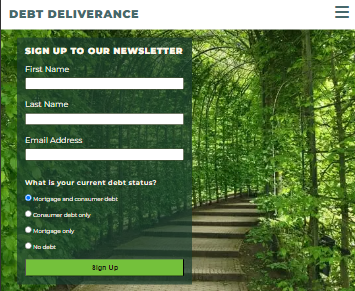 DEBT DELIVERANCE
SIGN UP TO OUR NEWSLETTER
First Name
Last Name
Email Address
What is your current debt status?
Mortgage and consumer debt
Consumer debt only
Mortgage only
No debt
Sign Up